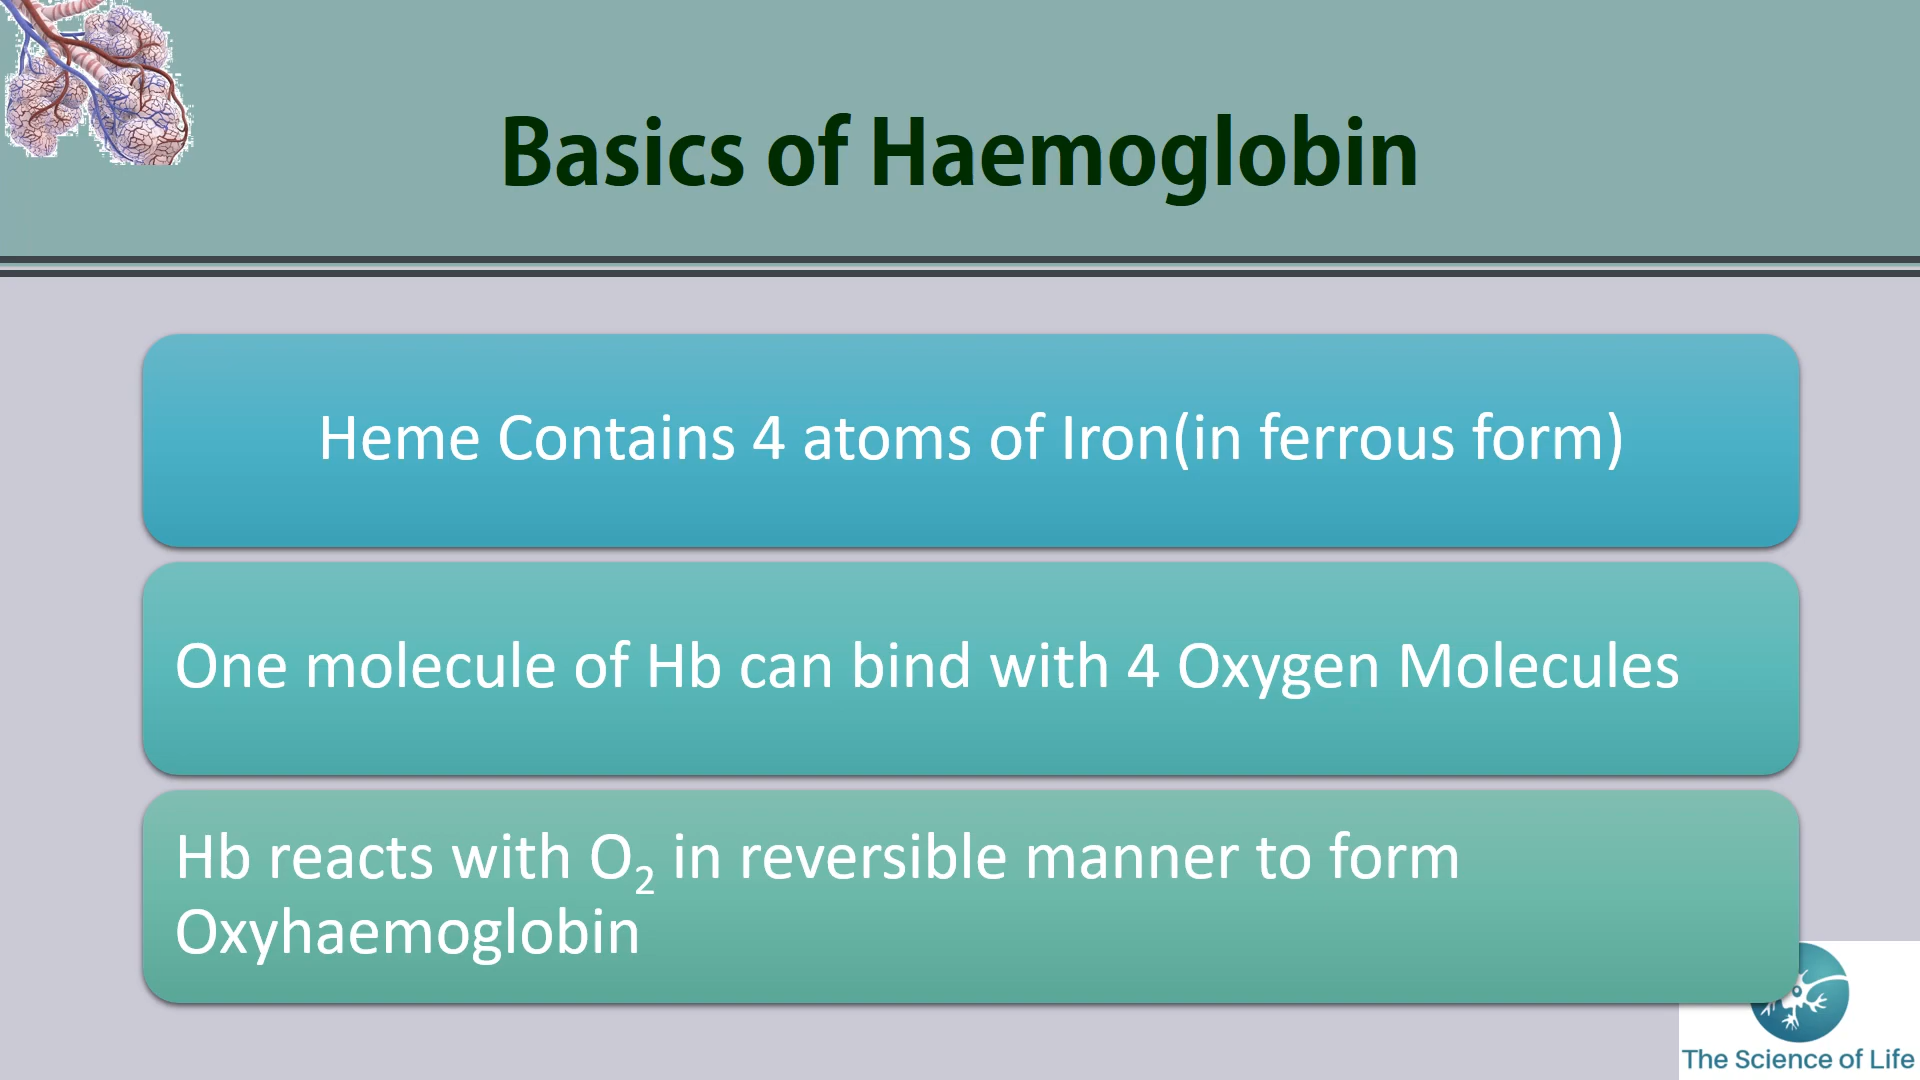 Basics of Haemoglobin
Heme Contains 4 atoms of Iron(in ferrous form)
One molecule of Hb can bind with 4 Oxygen Molecules
Hb reacts with O₂ in reversible manner to form
Oxyhaemoglobin
The Science of Life